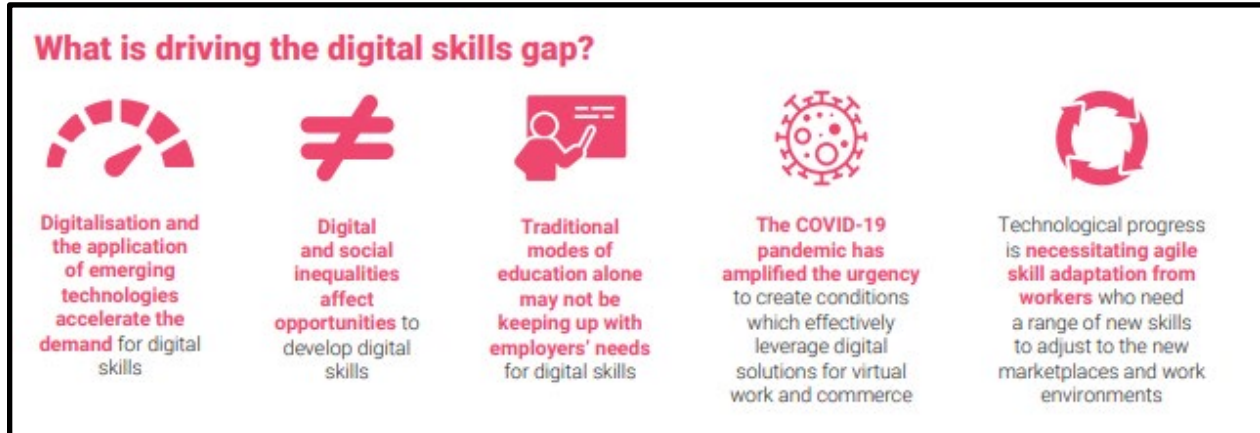 What is driving the digital skills gap?
Digitalisation and
the application
of emerging
technologies
accelerate the
demand for digital
skills
Digital
and social
inequalities
affect
opportunities to
develop digital
skills
Traditional
modes of
education alone
may not be
keeping up with
employers' needs
for digital skills
The COVID-19
pandemic has
amplified the urgency
to create conditions
which effectively
leverage digital
solutions for virtual
work and commerce
Technological progress
is necessitating agile
skill adaptation from
workers who need
a range of new skills
to adjust to the new
marketplaces and work
environments